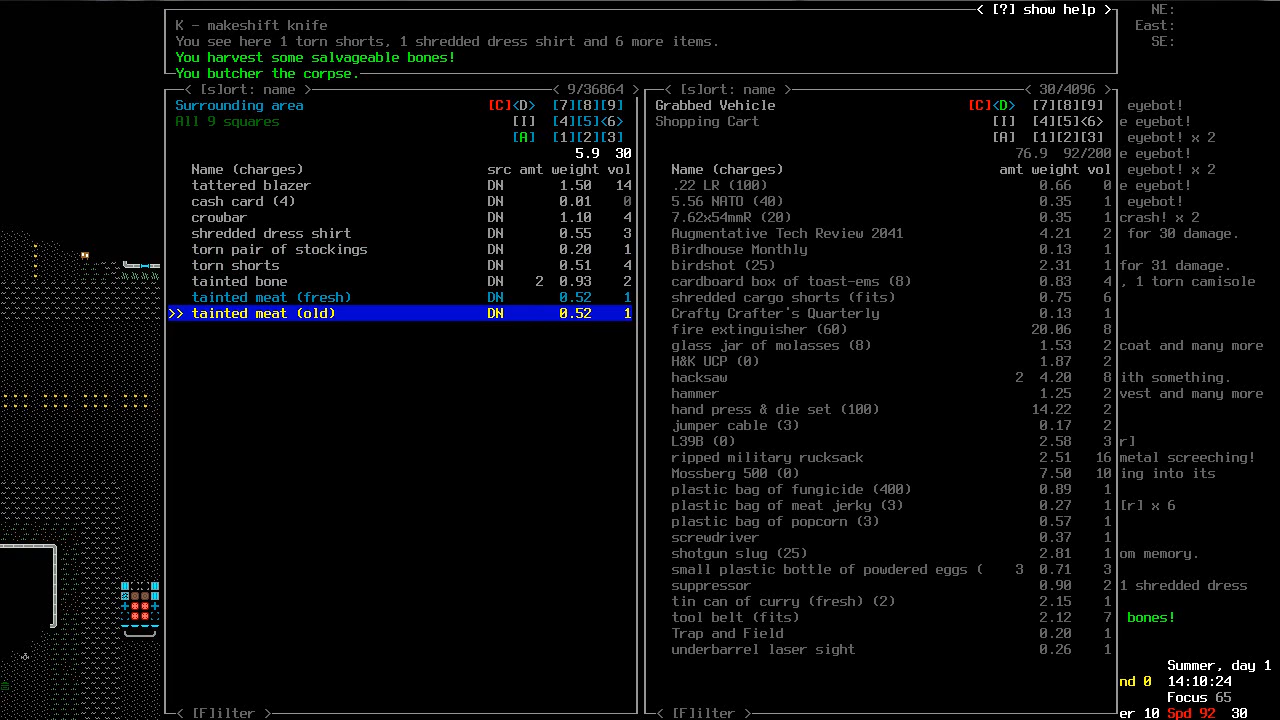 < [?] show help >
NE:
K - makeshift knife
East:
You see here 1 torn shorts, 1 shredded dress shirt and 6 more items.
SE:
You harvest some salvageable bones!
You butcher the corpse.
< [s]ort: name > < 9/36864 >
Surrounding area [C]<D> [7][8][9]
All 9 squares [I] [4][5]<6>
[A] [1][2][3]
5.9 30
Name (charges) src amt weight vol
tattered blazer DN 1.50 14
cash card (4) DN 0.01 0
crowbar DN 1.10 4
shredded dress shirt DN 0.55 3
torn pair of stockings DN 0.20 1
torn shorts DN 0.51 4
tainted bone DN 2 0.93 2
tainted meat (fresh) DN 0.52 1
>> tainted meat (old) DN 0.52 1
< [F]ilter >
< [s]ort: name > < 30/4096 >
Grabbed Vehicle [C]<D> [7][8][9]
Shopping Cart [I] [4][5]<6>
[A] [1][2][3]
76.9 92/200
Name (charges) amt weight vol
.22 LR (100) 0.66 0
5.56 NATO (40) 0.35 1
7.62x54mmR (20) 0.35 1
Augmentative Tech Review 2041 4.21 2
Birdhouse Monthly 0.13 1
birdshot (25) 2.31 1
cardboard box of toast-ems (8) 0.83 4
shredded cargo shorts (fits) 0.75 6
Crafty Crafter's Quarterly 0.13 1
fire extinguisher (60) 20.06 8
glass jar of molasses (8) 1.53 2
H&K UCP (0) 1.87 2
hacksaw 2 4.20 8
hammer 1.25 2
hand press & die set (100) 14.22 2
jumper cable (3) 0.17 2
L39B (0) 2.58 3
ripped military rucksack 2.51 16
Mossberg 500 (0) 7.50 10
plastic bag of fungicide (400) 0.89 1
plastic bag of meat jerky (3) 0.27 1
plastic bag of popcorn (3) 0.57 1
screwdriver 0.37 1
shotgun slug (25) 2.81 1
small plastic bottle of powdered eggs ( 3 0.71 3
suppressor 0.90 2
tin can of curry (fresh) (2) 2.15 1
tool belt (fits) 2.12 7
Trap and Field 0.20 1
underbarrel laser sight 0.26 1
< [F]ilter >
eyebot!
e eyebot!
eyebot! x 2
e eyebot!
eyebot! x 2
e eyebot!
eyebot!
crash! x 2
for 30 damage.
for 31 damage.
, 1 torn camisole
coat and many more
ith something.
vest and many more
r]
metal screeching!
ing into its
[r] x 6
om memory.
1 shredded dress
bones!
Summer, day 1
nd 0 14:10:24
Focus 65
er 10 Spd 92 30